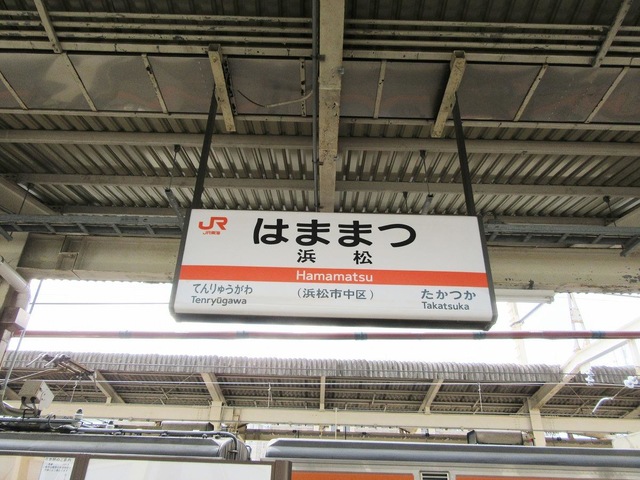 JR
JR東海
はままつ
浜松
Hamamatsu
てんりゅうがわ
Tenryūgawa
(浜松市中区)
たかつか
Takatsuka